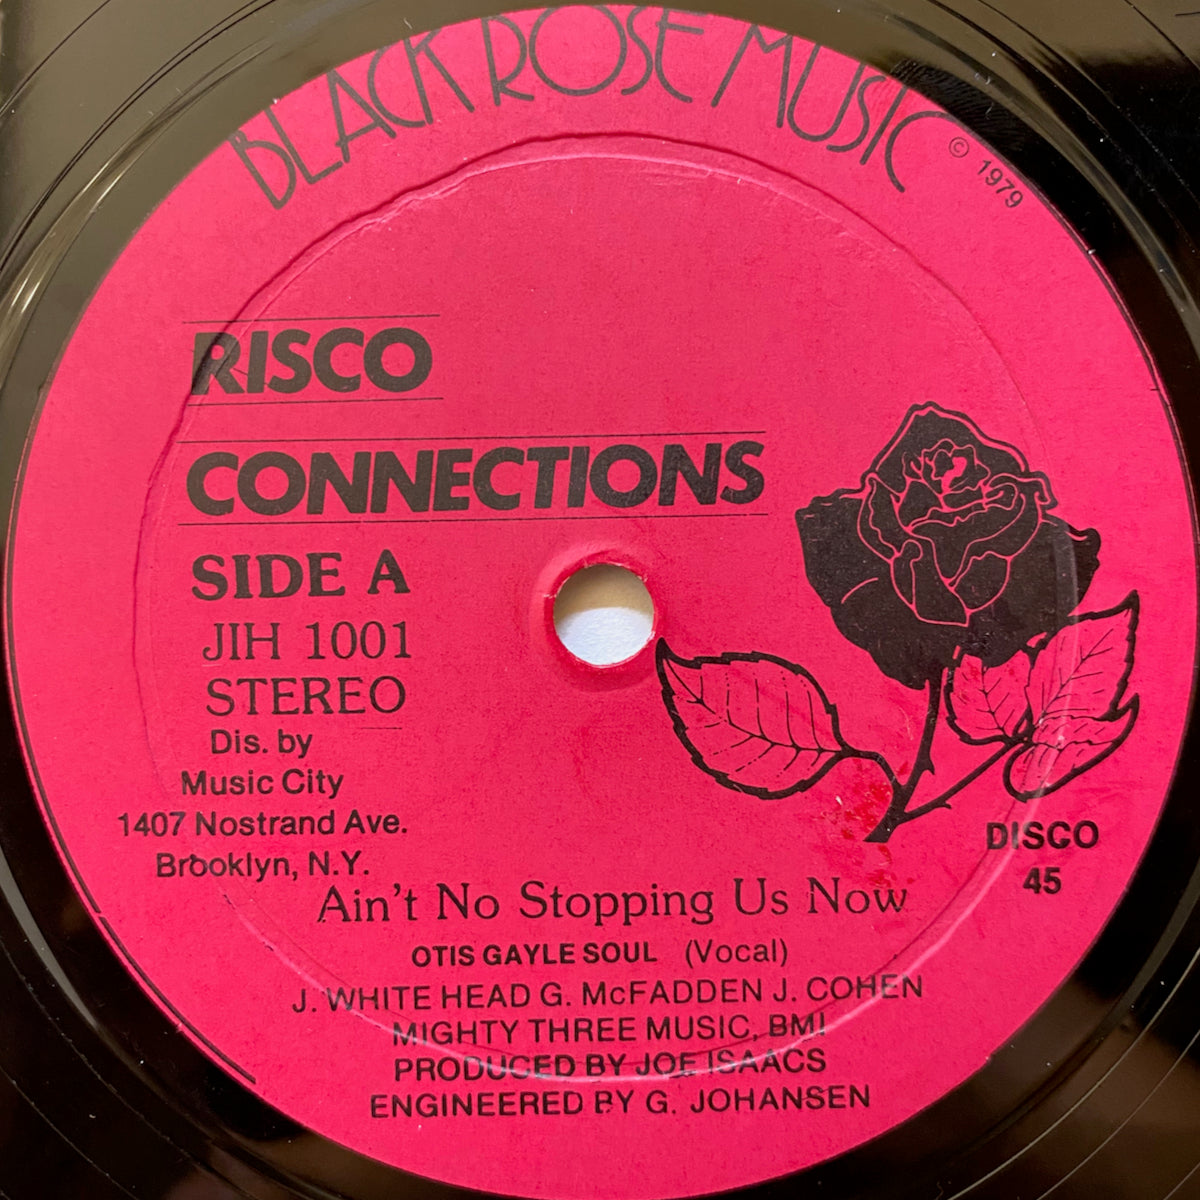 BLACK ROSE MUSIC
© 1979
RISCO
CONNECTIONS
SIDE A
JIH 1001
STEREO
Dis. by
Music City
1407 Nostrand Ave.
Brooklyn, N.Y.
DISCO
45
Ain't No Stopping Us Now
OTIS GAYLE SOUL (Vocal)
J. WHITE HEAD G. McFADDEN J. COHEN
MIGHTY THREE MUSIC, BMI
PRODUCED BY JOE ISAACS
ENGINEERED BY G. JOHANSEN